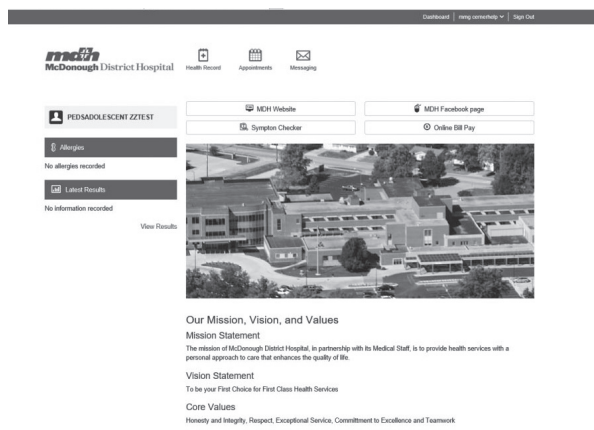 Dashboard
Sign Out
mdh
McDonough District Hospital
Health Record
Appointments
Messaging
PEDSADOLESCENT ZZTEST
MDH Website
MDH Facebook page
Sympton Checker
Online Bill Pay
Allergies
No allergies recorded
Latest Results
No information recorded
View Results
Our Mission, Vision, and Values
Mission Statement
The mission of McDonough District Hospital, in partnership with its Medical Staff, is to provide health services with a
personal approach to care that enhances the quality of life.
Vision Statement
To be your First Choice for First Class Health Services
Core Values
Honesty and Integrity, Respect, Exceptional Service, Committment to Excellence and Teamwork